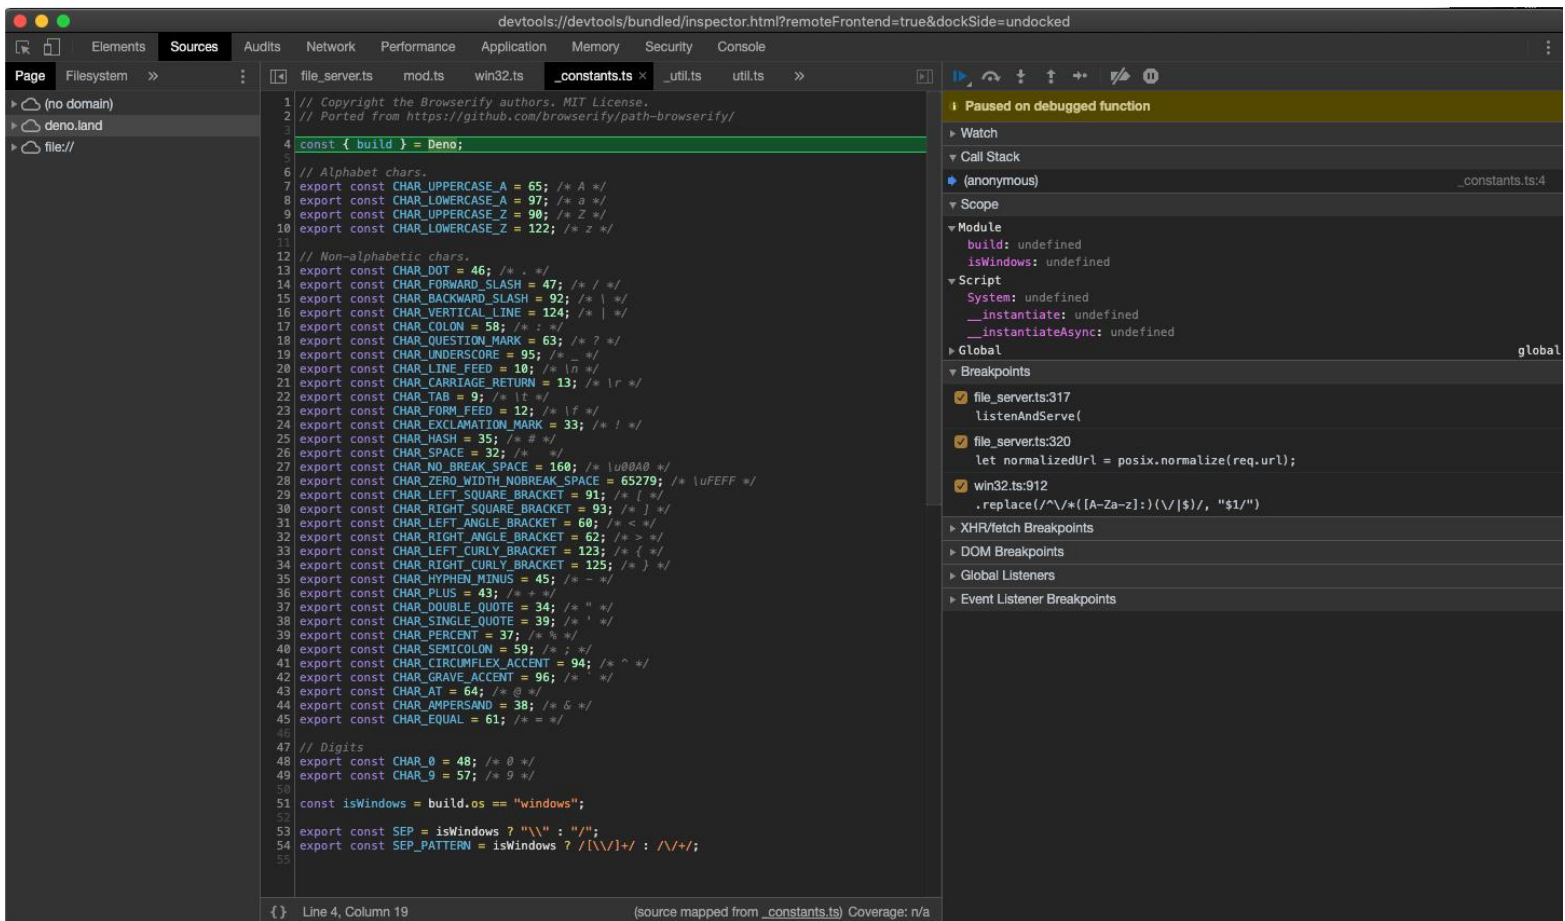 devtools://devtools/bundled/inspector.html?remoteFrontend=true&dockSide=undocked
Elements Sources Audits Network Performance Application Memory Security Console
Page Filesystem »
(no domain)
deno.land
file://
file_server.ts mod.ts win32.ts _constants.ts × _util.ts util.ts »
1 // Copyright the Browserify authors. MIT License.
2 // Ported from https://github.com/browserify/path-browserify/
3
4 const { build } = Deno;
5
6 // Alphabet chars.
7 export const CHAR_UPPERCASE_A = 65; /* A */
8 export const CHAR_LOWERCASE_A = 97; /* a */
9 export const CHAR_UPPERCASE_Z = 90; /* Z */
10 export const CHAR_LOWERCASE_Z = 122; /* z */
11
12 // Non-alphabetic chars.
13 export const CHAR_DOT = 46; /* . */
14 export const CHAR_FORWARD_SLASH = 47; /* / */
15 export const CHAR_BACKWARD_SLASH = 92; /* \ */
16 export const CHAR_VERTICAL_LINE = 124; /* | */
17 export const CHAR_COLON = 58; /* : */
18 export const CHAR_QUESTION_MARK = 63; /* ? */
19 export const CHAR_UNDERSCORE = 95; /* _ */
20 export const CHAR_LINE_FEED = 10; /* \n */
21 export const CHAR_CARRIAGE_RETURN = 13; /* \r */
22 export const CHAR_TAB = 9; /* \t */
23 export const CHAR_FORM_FEED = 12; /* \f */
24 export const CHAR_EXCLAMATION_MARK = 33; /* ! */
25 export const CHAR_HASH = 35; /* # */
26 export const CHAR_SPACE = 32; /*   */
27 export const CHAR_NO_BREAK_SPACE = 160; /* \u00A0 */
28 export const CHAR_ZERO_WIDTH_NOBREAK_SPACE = 65279; /* \uFEFF */
29 export const CHAR_LEFT_SQUARE_BRACKET = 91; /* [ */
30 export const CHAR_RIGHT_SQUARE_BRACKET = 93; /* ] */
31 export const CHAR_LEFT_ANGLE_BRACKET = 60; /* < */
32 export const CHAR_RIGHT_ANGLE_BRACKET = 62; /* > */
33 export const CHAR_LEFT_CURLY_BRACKET = 123; /* { */
34 export const CHAR_RIGHT_CURLY_BRACKET = 125; /* } */
35 export const CHAR_HYPHEN_MINUS = 45; /* - */
36 export const CHAR_PLUS = 43; /* + */
37 export const CHAR_DOUBLE_QUOTE = 34; /* " */
38 export const CHAR_SINGLE_QUOTE = 39; /* ' */
39 export const CHAR_PERCENT = 37; /* % */
40 export const CHAR_SEMICOLON = 59; /* ; */
41 export const CHAR_CIRCUMFLEX_ACCENT = 94; /* ^ */
42 export const CHAR_GRAVE_ACCENT = 96; /* ` */
43 export const CHAR_AT = 64; /* @ */
44 export const CHAR_AMPERSAND = 38; /* & */
45 export const CHAR_EQUAL = 61; /* = */
46
47 // Digits
48 export const CHAR_0 = 48; /* 0 */
49 export const CHAR_9 = 57; /* 9 */
50
51 const isWindows = build.os == "windows";
52
53 export const SEP = isWindows ? "\\" : "/";
54 export const SEP_PATTERN = isWindows ? /[\\/]+/ : /\/+/;
55
{} Line 4, Column 19 (source mapped from _constants.ts) Coverage: n/a
Paused on debugged function
Watch
Call Stack
(anonymous) _constants.ts:4
Scope
Module
build: undefined
isWindows: undefined
Script
System: undefined
__instantiate: undefined
__instantiateAsync: undefined
Global global
Breakpoints
file_server.ts:317
listenAndServe(
file_server.ts:320
let normalizedUrl = posix.normalize(req.url);
win32.ts:912
.replace(/^\/*([A-Za-z]:)(\/|$)/, "$1/")
XHR/fetch Breakpoints
DOM Breakpoints
Global Listeners
Event Listener Breakpoints